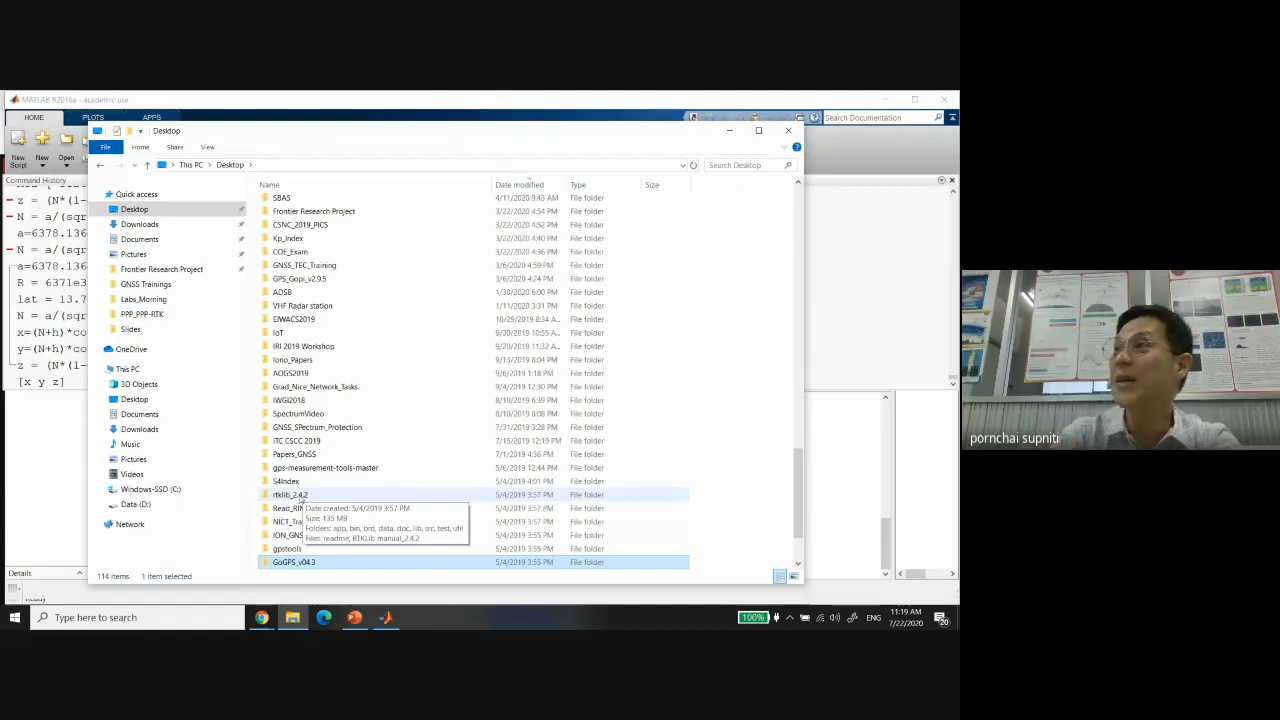 MATLAB R2016a - academic use
HOME
PLOTS
APPS
Search Documentation
New
Script
New
Open
Command History
z = (N*(1-
N = a/(sqr
a=6378.136
N = a/(sqr
a=6378.136
R = 6371e3
lat = 13.7
N = a/(sqr
x=(N+h)*co
y=(N+h)*co
z = (N*(1-
[x y z]
Details
Ready
Desktop
File
Home
Share
View
This PC
Desktop
Search Desktop
Quick access
Desktop
Downloads
Documents
Pictures
Frontier Research Project
GNSS Trainings
Labs_Morning
PPP_PPP-RTK
Slides
OneDrive
This PC
3D Objects
Desktop
Documents
Downloads
Music
Pictures
Videos
Windows-SSD (C:)
Data (D:)
Network
Name Date modified Type Size
SBAS 4/11/2020 9:43 AM File folder
Frontier Research Project 3/22/2020 4:54 PM File folder
CSNC_2019_PICS 3/22/2020 4:52 PM File folder
Kp_Index 3/22/2020 4:40 PM File folder
COE_Exam 3/22/2020 4:36 PM File folder
GNSS_TEC_Training 3/6/2020 4:59 PM File folder
GPS_Gopi_v2.9.5 3/6/2020 4:24 PM File folder
ADSB 1/30/2020 6:00 PM File folder
VHF Radar station 1/11/2020 3:31 PM File folder
EIWACS2019 10/29/2019 8:34 A... File folder
IoT 9/30/2019 10:55 A... File folder
IRI 2019 Workshop 9/20/2019 11:32 A... File folder
Iono_Papers 9/13/2019 8:04 PM File folder
AOGS2019 9/6/2019 1:18 PM File folder
Grad_Nice_Network_Tasks 9/4/2019 12:30 PM File folder
IWGI2018 8/19/2019 6:39 PM File folder
SpectrumVideo 8/10/2019 8:08 PM File folder
GNSS_SPectrum_Protection 7/31/2019 3:28 PM File folder
ITC CSCC 2019 7/15/2019 12:19 PM File folder
Papers_GNSS 7/1/2019 4:36 PM File folder
gps-measurement-tools-master 5/6/2019 12:44 PM File folder
S4Index 5/4/2019 4:01 PM File folder
rtklib_2.4.2 5/4/2019 3:57 PM File folder
Read_RIN 5/4/2019 3:57 PM File folder
NICT_Tra 5/4/2019 3:57 PM File folder
ION_GNS 5/4/2019 3:55 PM File folder
gpstools 5/4/2019 3:55 PM File folder
GoGPS_v04.3 5/4/2019 3:55 PM File folder
Date created: 5/4/2019 3:57 PM
Size: 135 MB
Folders: app, bin, brd, data, doc, lib, src, test, util
Files: readme, RTKLib manual_2.4.2
114 items 1 item selected
Type here to search
100%
ENG
11:19 AM
7/22/2020
20
pornchai supniti